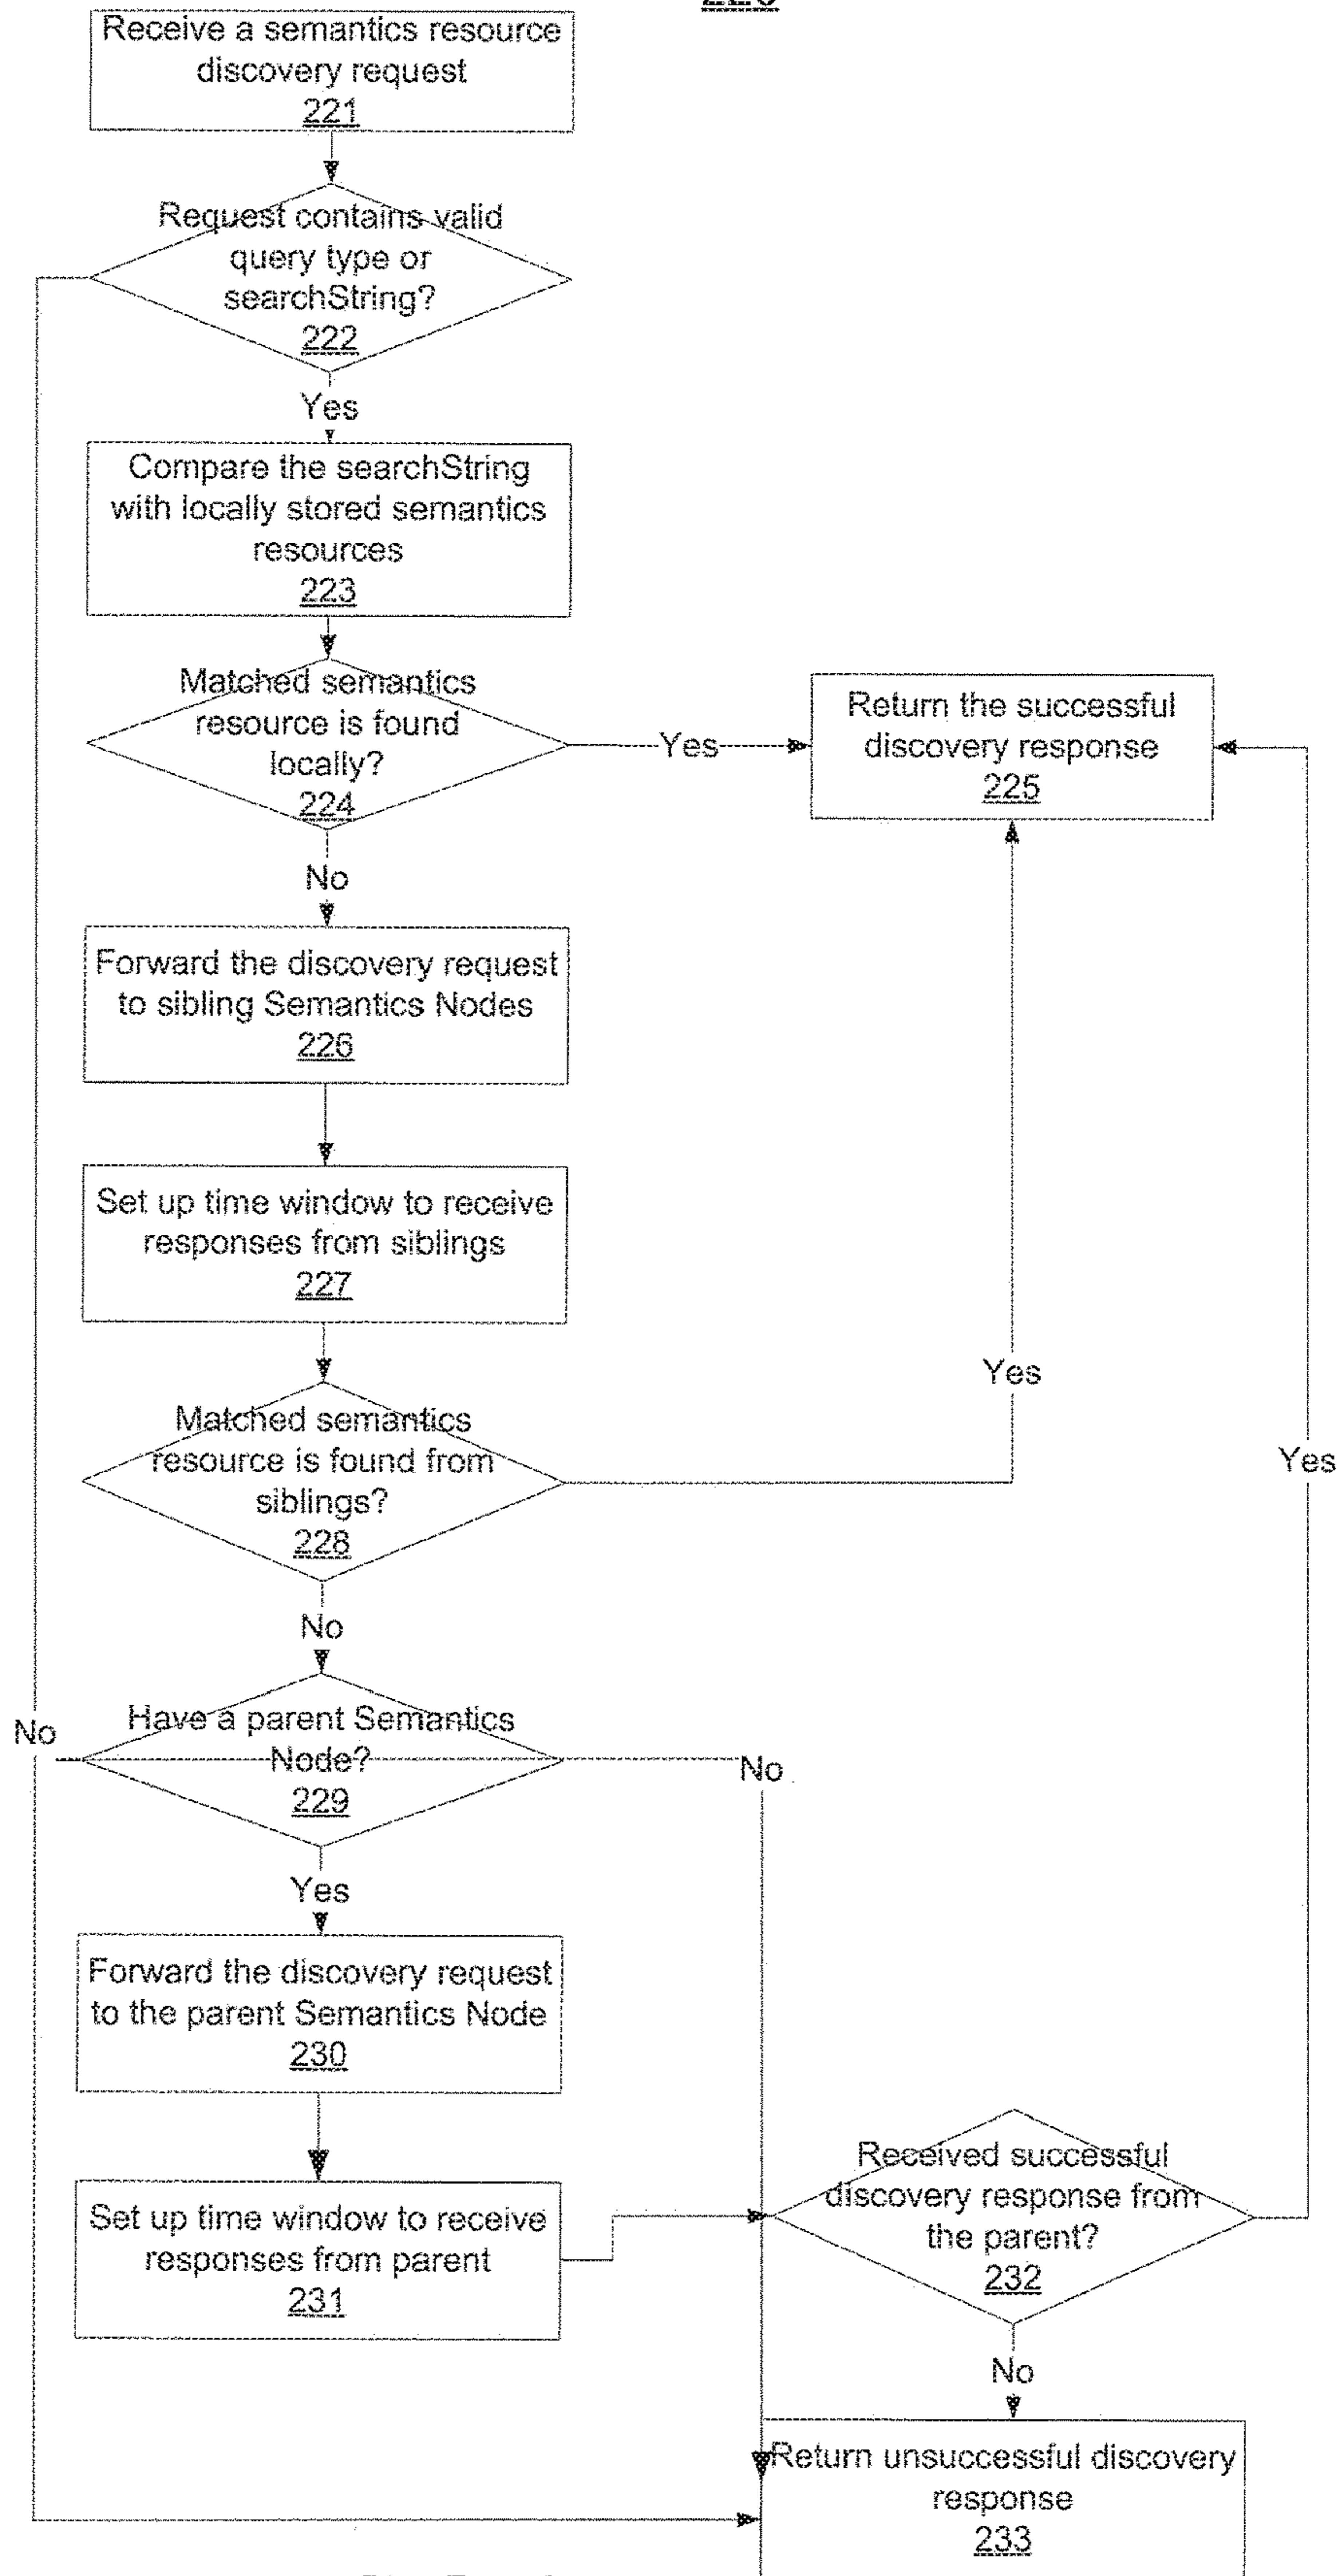 Receive a semantics resource
discovery request
221
Request contains valid
query type or
searchString?
222
Yes
Compare the searchString
with locally stored semantics
resources
223
Matched semantics
resource is found
locally?
224
Yes
Return the successful
discovery response
225
No
Forward the discovery request
to sibling Semantics Nodes
226
Set up time window to receive
responses from siblings
227
Yes
Matched semantics
resource is found from
siblings?
228
Yes
No
No
Have a parent Semantics
Node?
229
No
Yes
Forward the discovery request
to the parent Semantics Node
230
Received successful
discovery response from
the parent?
232
Set up time window to receive
responses from parent
231
No
Return unsuccessful discovery
response
233